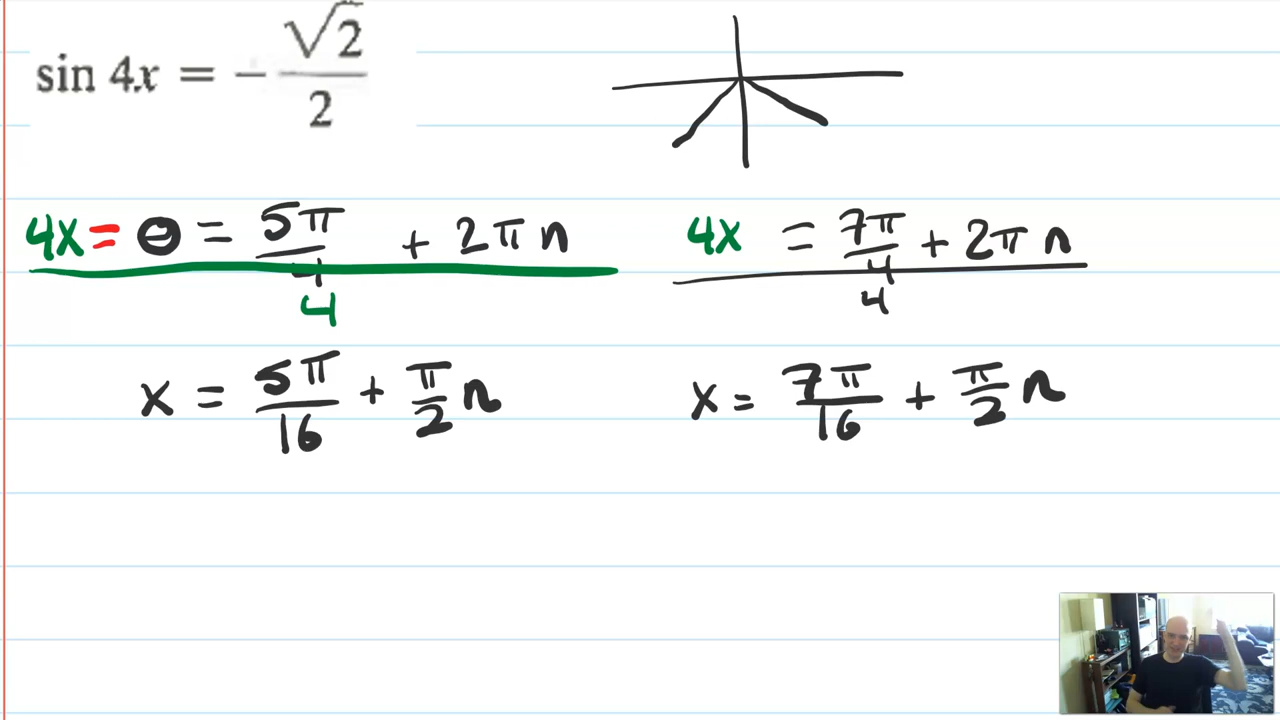 sin 4x = - √2/2
4x = θ = 5π/4 + 2πn
4
4x = 7π/4 + 2πn
4
x = 5π/16 + π/2 n
x = 7π/16 + π/2 n